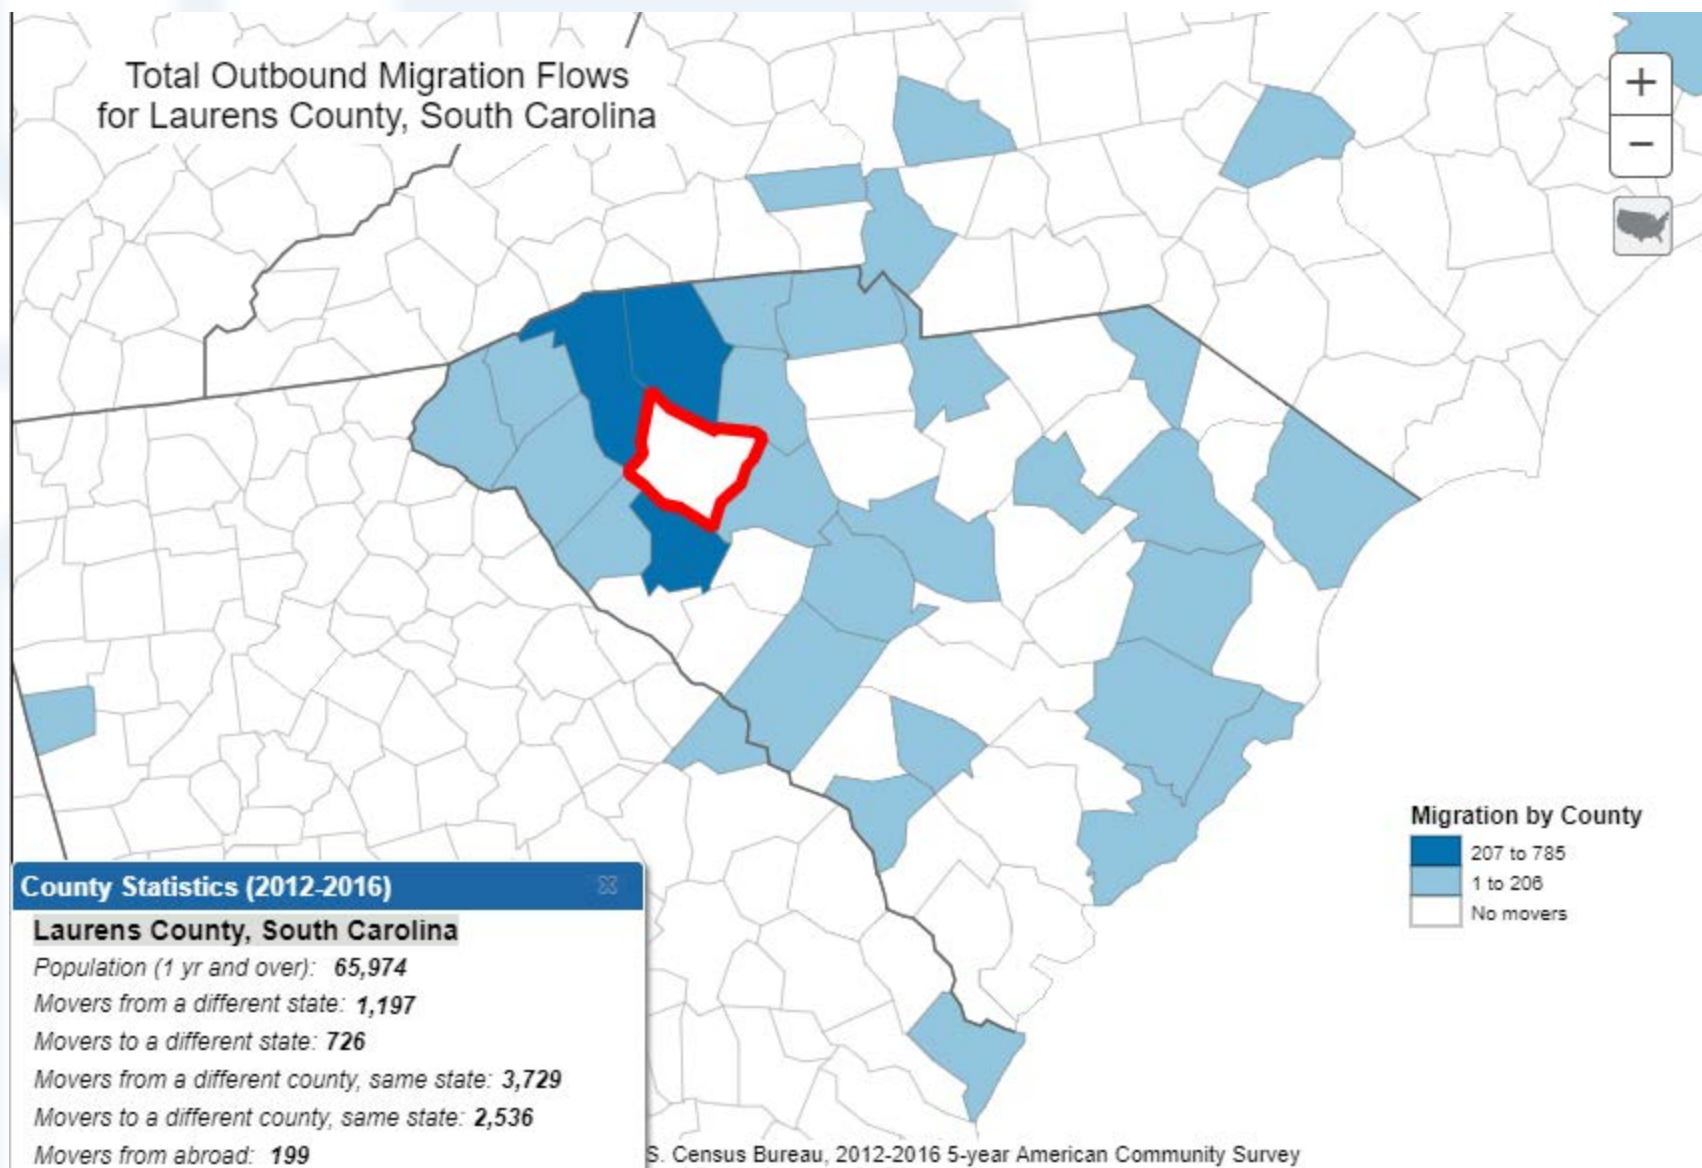 Total Outbound Migration Flows
for Laurens County, South Carolina
+
−
Migration by County
207 to 785
1 to 206
No movers
County Statistics (2012-2016)
Laurens County, South Carolina
Population (1 yr and over): 65,974
Movers from a different state: 1,197
Movers to a different state: 726
Movers from a different county, same state: 3,729
Movers to a different county, same state: 2,536
Movers from abroad: 199
S. Census Bureau, 2012-2016 5-year American Community Survey